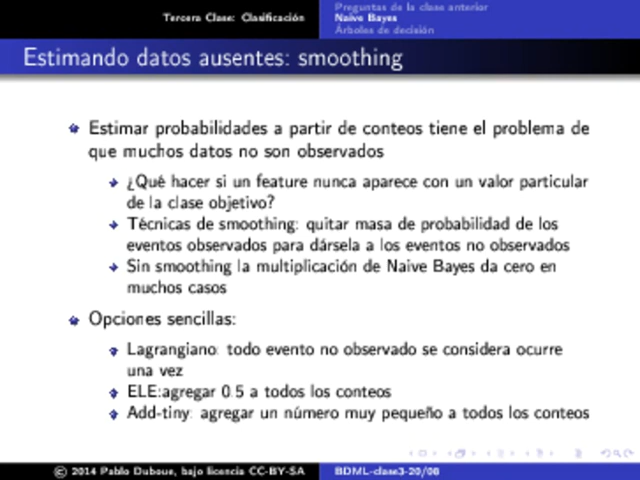 Tercera Clase: Clasificación
Preguntas de la clase anterior
Naive Bayes
Árboles de decisión
Estimando datos ausentes: smoothing
Estimar probabilidades a partir de conteos tiene el problema de
que muchos datos no son observados
¿Qué hacer si un feature nunca aparece con un valor particular
de la clase objetivo?
Técnicas de smoothing: quitar masa de probabilidad de los
eventos observados para dársela a los eventos no observados
Sin smoothing la multiplicación de Naive Bayes da cero en
muchos casos
Opciones sencillas:
Lagrangiano: todo evento no observado se considera ocurre
una vez
ELE:agregar 0.5 a todos los conteos
Add-tiny: agregar un número muy pequeño a todos los conteos
© 2014 Pablo Duboue, bajo licencia CC-BY-SA
BDML-clase3-20/08